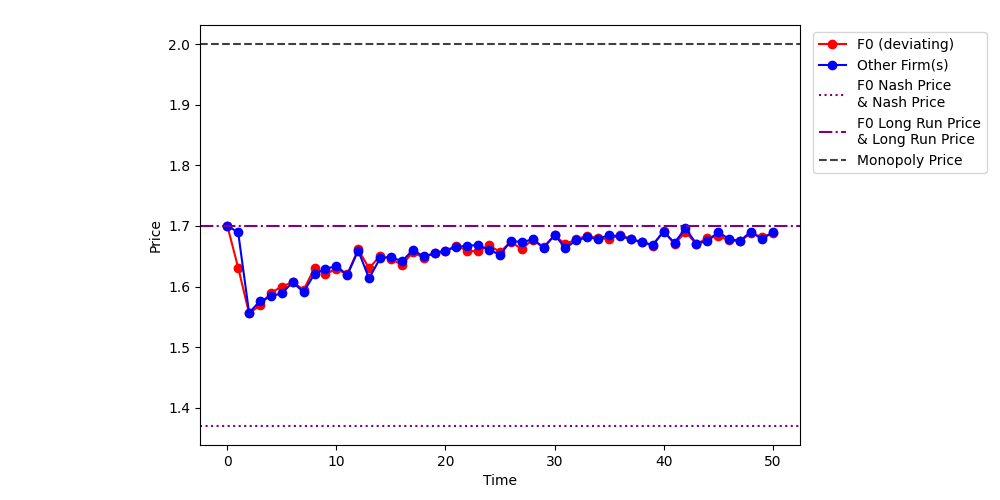 2.0
1.9
1.8
1.7
1.6
1.5
1.4
Price
0 10 20 30 40 50
Time
F0 (deviating)
Other Firm(s)
F0 Nash Price
& Nash Price
F0 Long Run Price
& Long Run Price
Monopoly Price